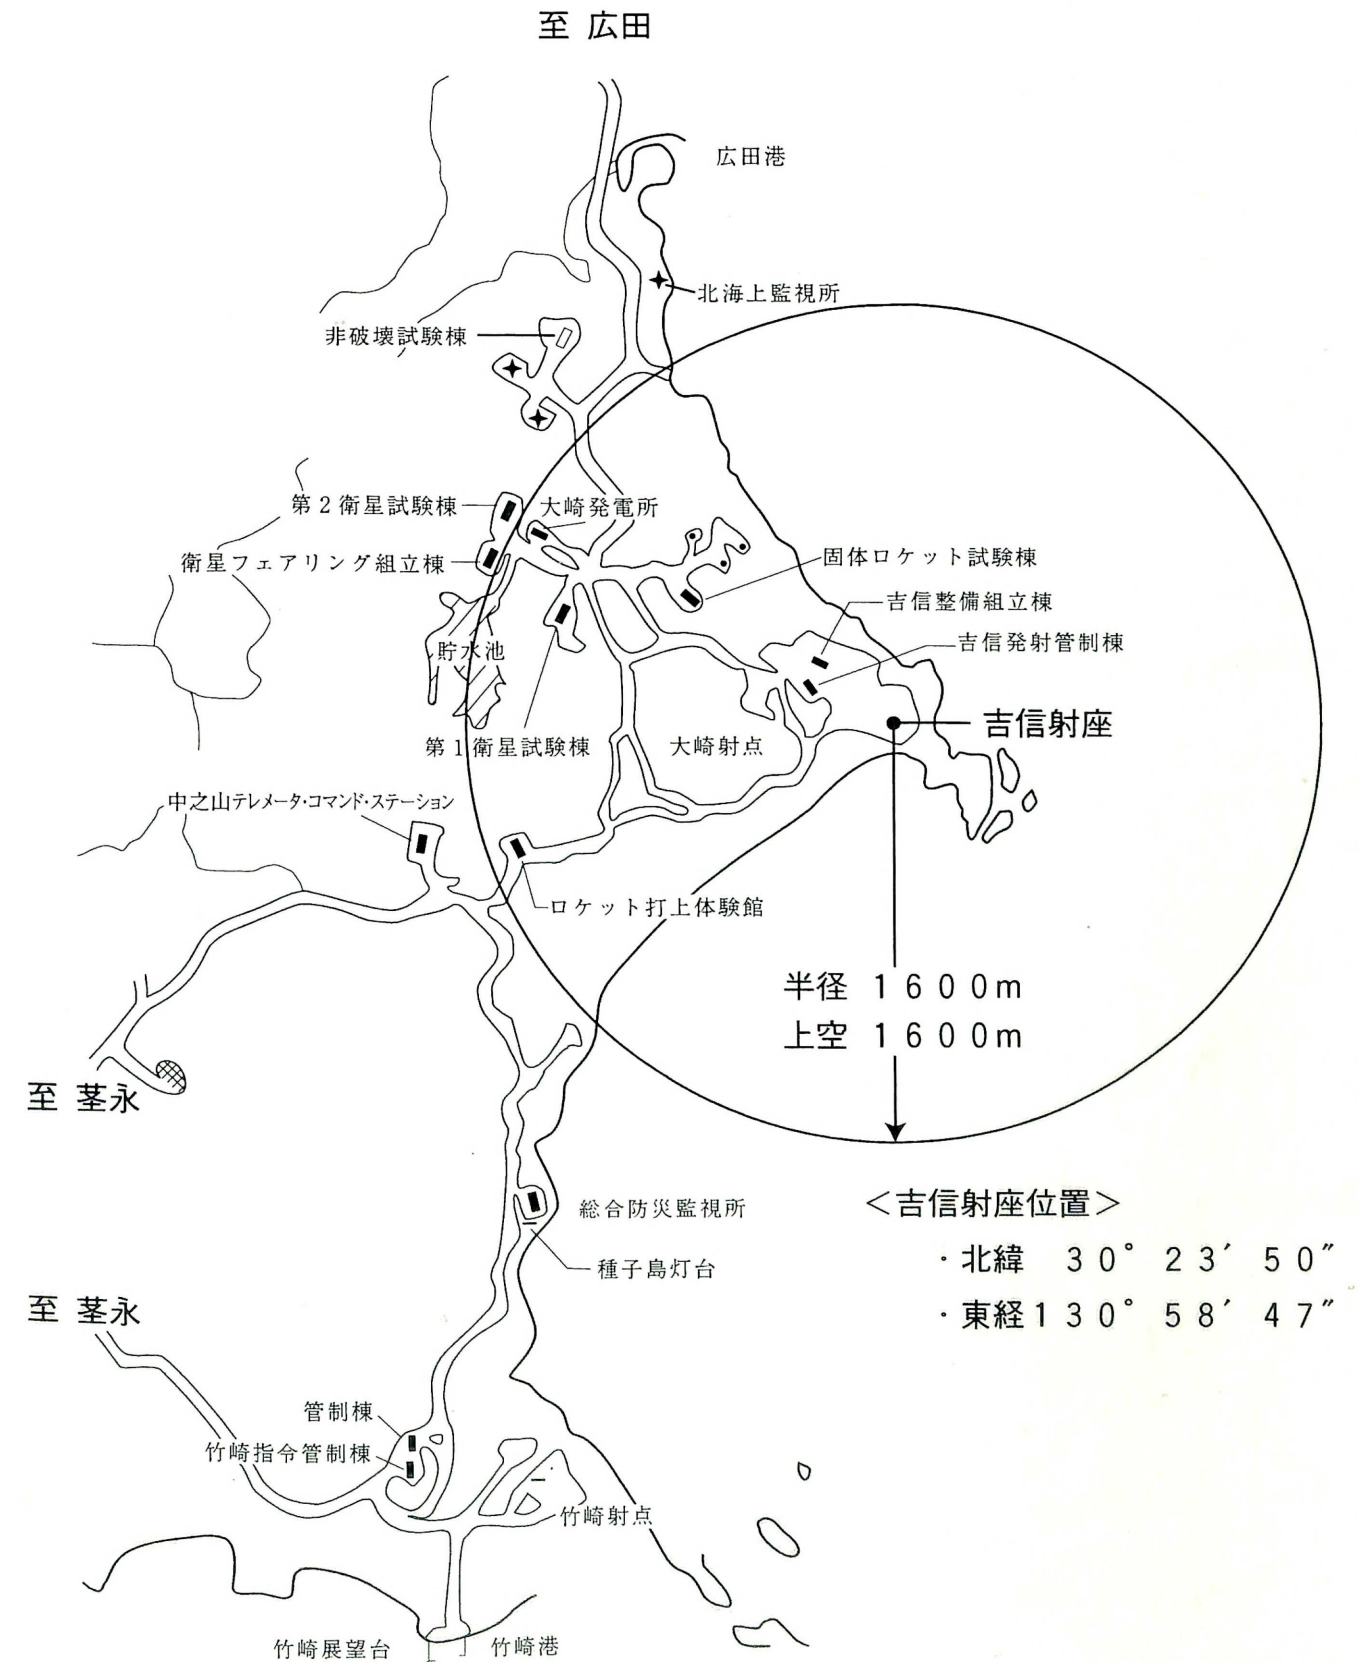 至 広田
広田港
北海上監視所
非破壊試験棟
第2衛星試験棟
大崎発電所
衛星フェアリング組立棟
固体ロケット試験棟
吉信整備組立棟
吉信発射管制棟
貯水池
吉信射座
第1衛星試験棟
大崎射点
中之山テレメータ・コマンド・ステーション
ロケット打上体験館
半径 1600m
上空 1600m
至 茎永
総合防災監視所
種子島灯台
<吉信射座位置>
・北緯 30°23′50″
・東経130°58′47″
至 茎永
管制棟
竹崎指令管制棟
竹崎射点
竹崎展望台
竹崎港